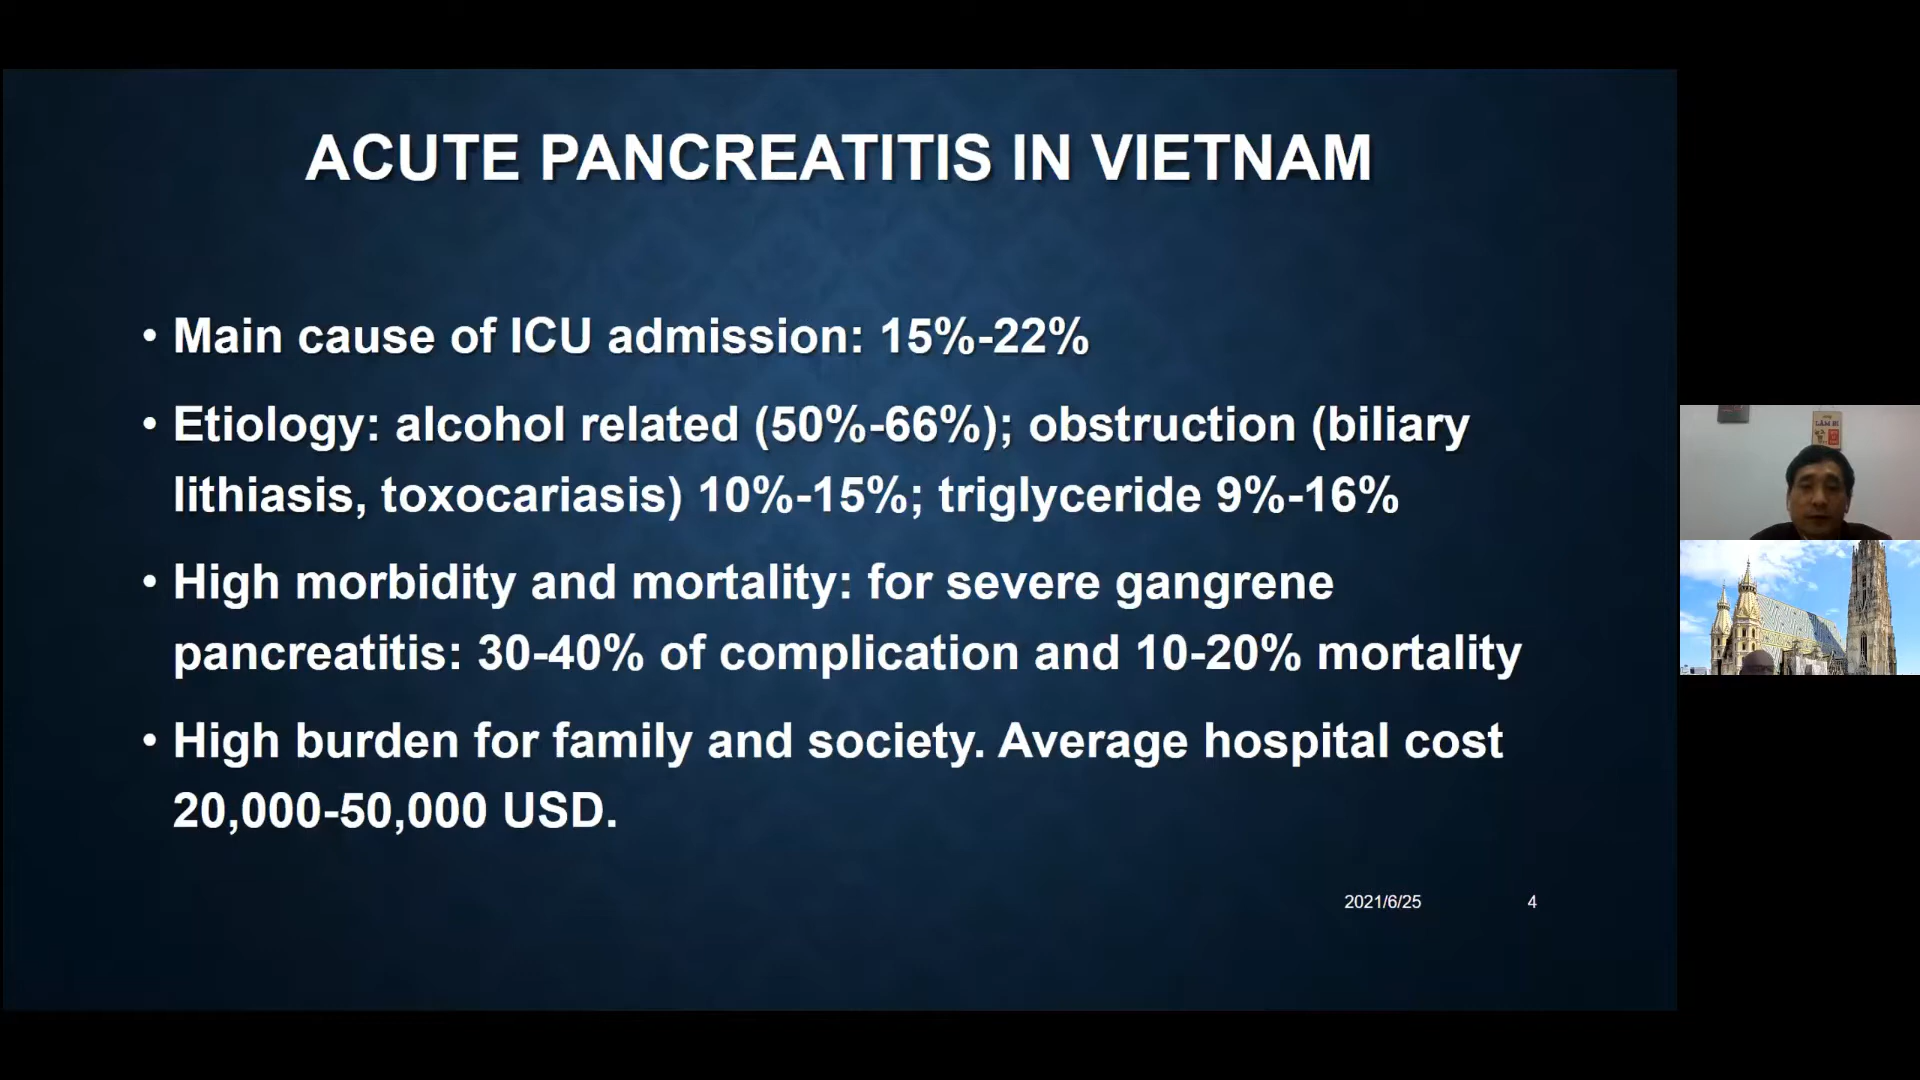 ACUTE PANCREATITIS IN VIETNAM
• Main cause of ICU admission: 15%-22%
• Etiology: alcohol related (50%-66%); obstruction (biliary
lithiasis, toxocariasis) 10%-15%; triglyceride 9%-16%
• High morbidity and mortality: for severe gangrene
pancreatitis: 30-40% of complication and 10-20% mortality
• High burden for family and society. Average hospital cost
20,000-50,000 USD.
2021/6/25 4